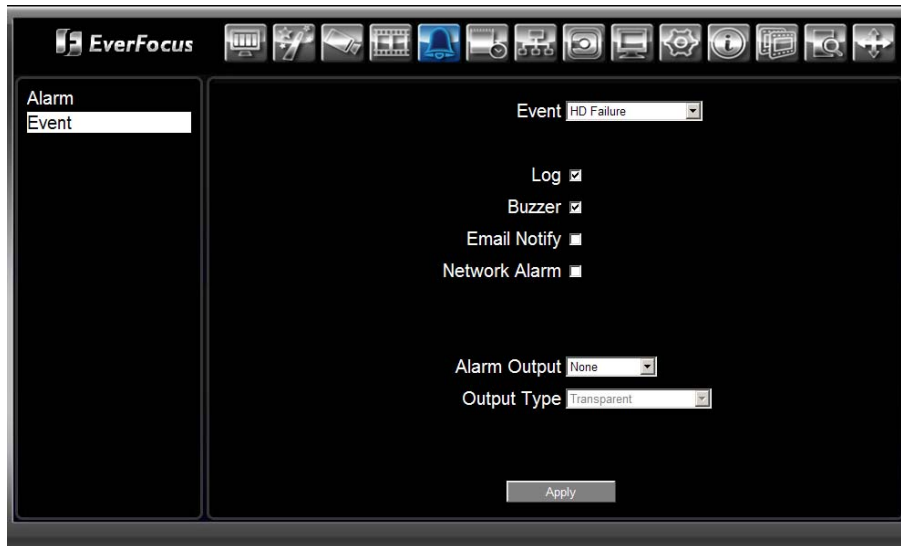 EverFocus
Alarm
Event
Event HD Failure
Log
Buzzer
Email Notify
Network Alarm
Alarm Output None
Output Type Transparent
Apply